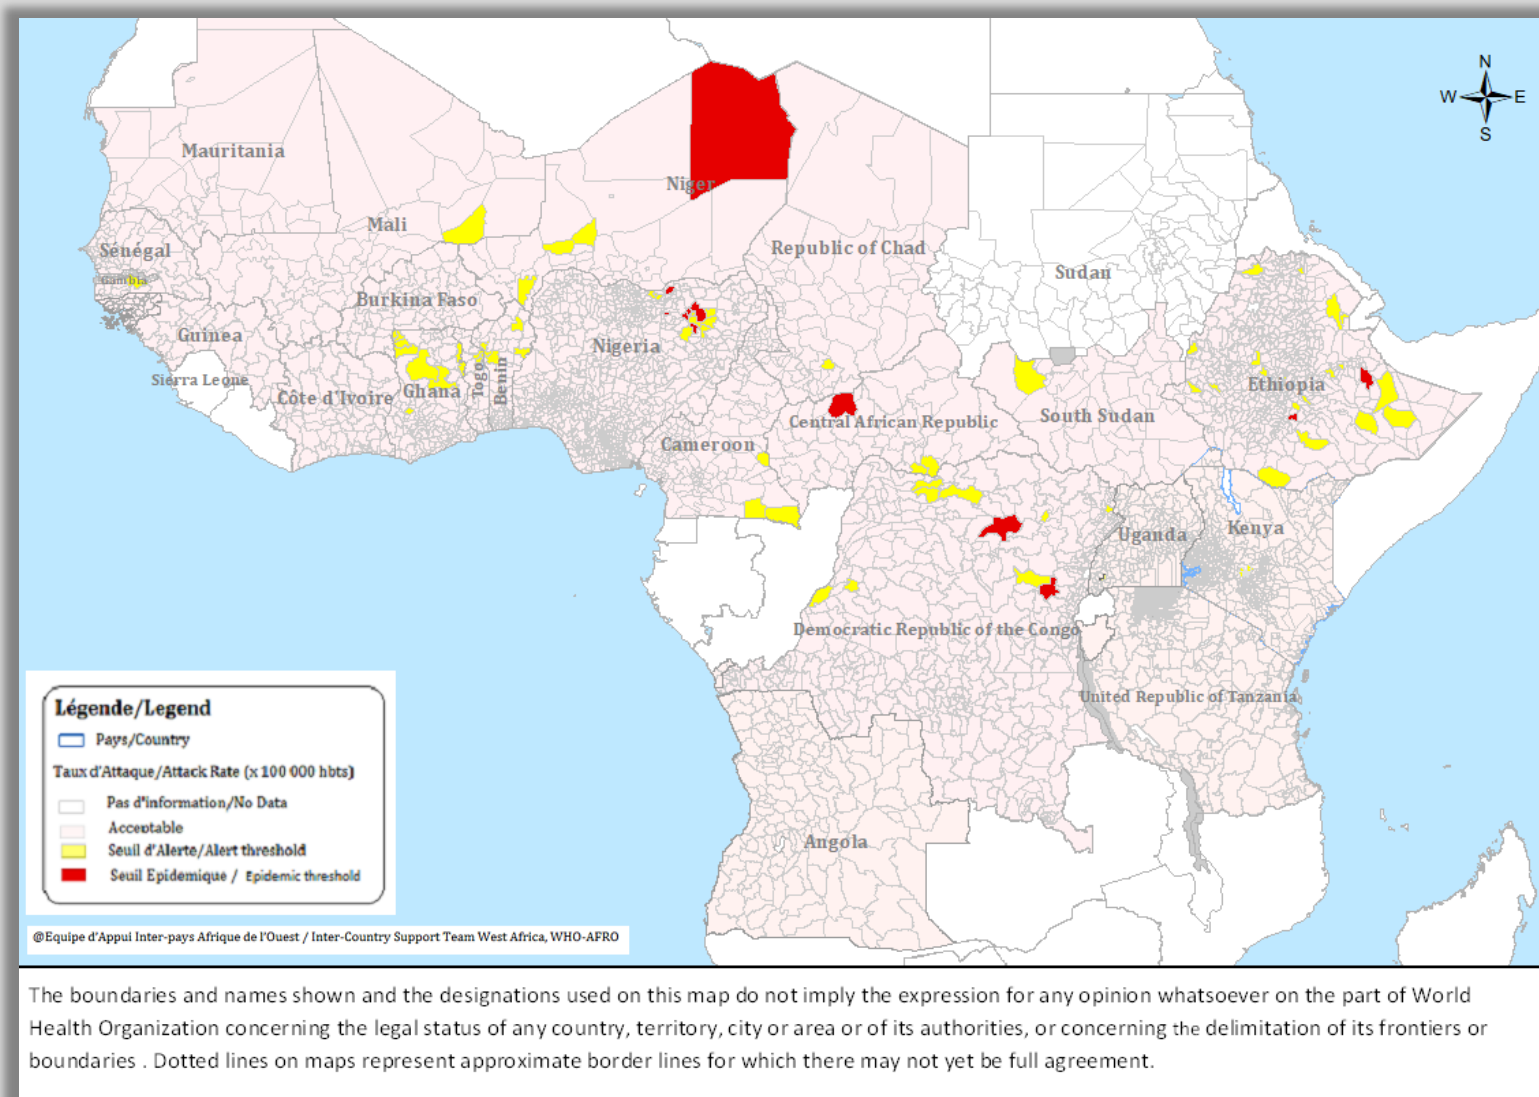 N
W E
S
Mauritania
Niger
Mali
Republic of Chad
Sénégal
Gambia
Sudan
Burkina Faso
Guinea
Nigeria
Sierra Leone
Côte d'Ivoire
Ghana
Togo
Benin
Ethiopia
Central African Republic
South Sudan
Cameroon
Uganda
Kenya
Democratic Republic of the Congo
United Republic of Tanzania
Angola
Légende/Legend
Pays/Country
Taux d'Attaque/Attack Rate (x 100 000 hbts)
Pas d'information/No Data
Acceptable
Seuil d'Alerte/Alert threshold
Seuil Epidemique / Epidemic threshold
@Equipe d'Appui Inter-pays Afrique de l'Ouest / Inter-Country Support Team West Africa, WHO-AFRO
The boundaries and names shown and the designations used on this map do not imply the expression for any opinion whatsoever on the part of World
Health Organization concerning the legal status of any country, territory, city or area or of its authorities, or concerning the delimitation of its frontiers or
boundaries . Dotted lines on maps represent approximate border lines for which there may not yet be full agreement.